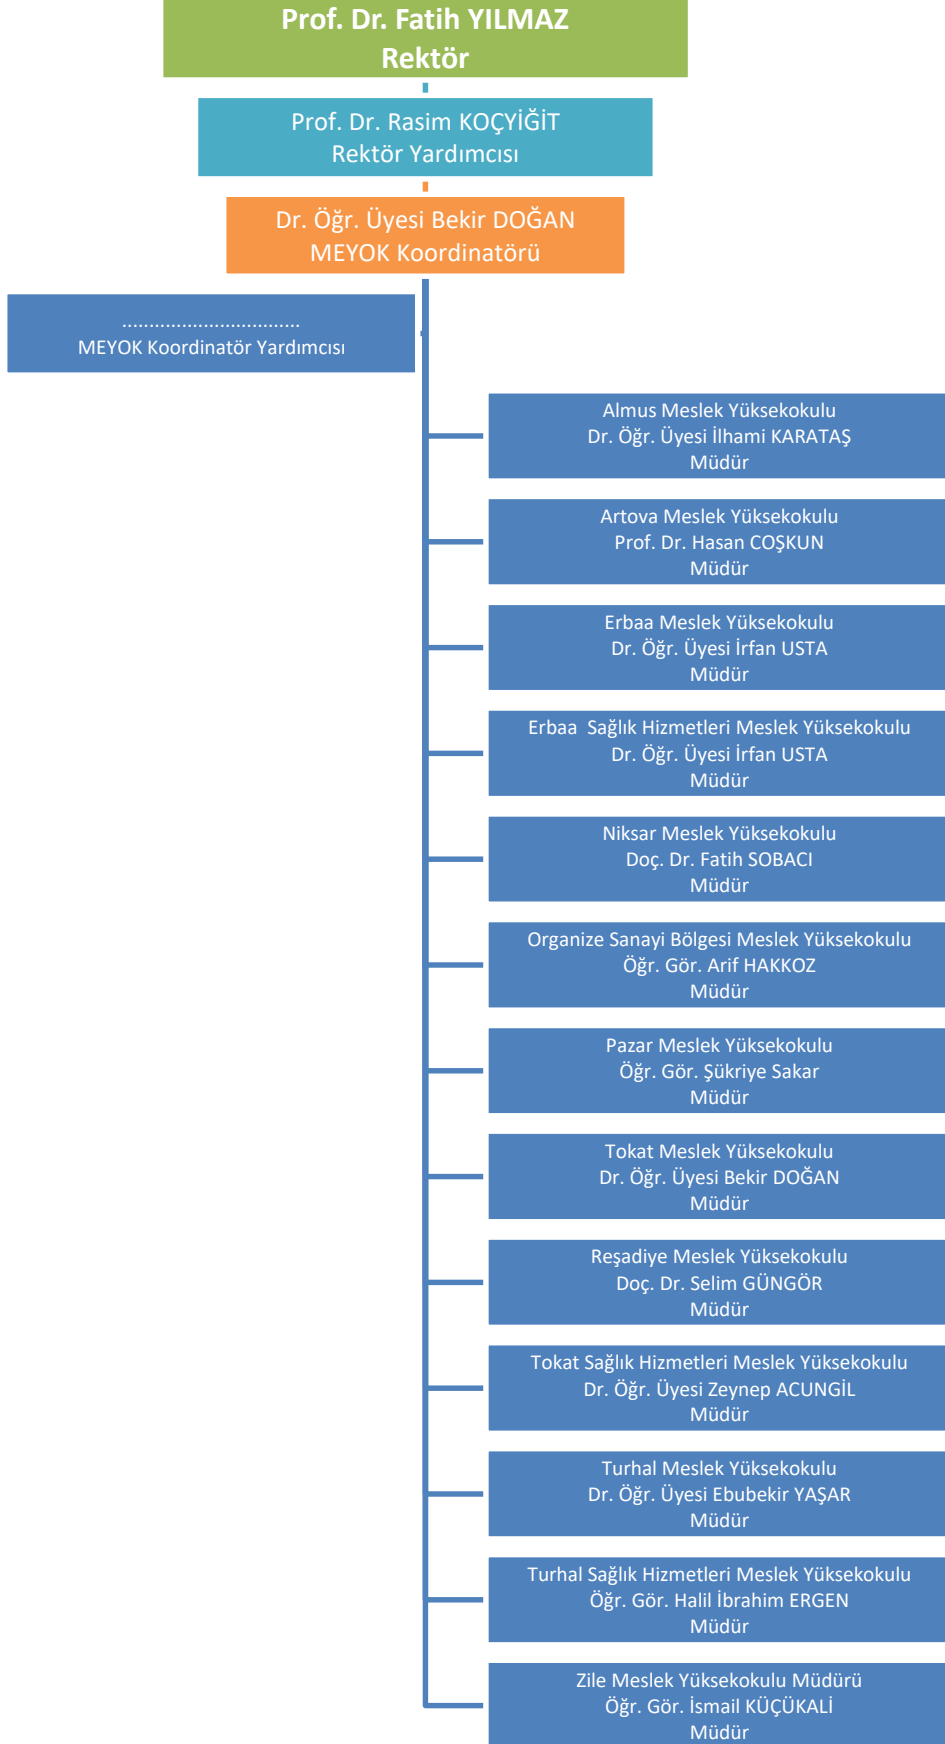 Prof. Dr. Fatih YILMAZ
Rektör
Prof. Dr. Rasim KOÇYİĞİT
Rektör Yardımcısı
Dr. Öğr. Üyesi Bekir DOĞAN
MEYOK Koordinatörü
.................................
MEYOK Koordinatör Yardımcısı
Almus Meslek Yüksekokulu
Dr. Öğr. Üyesi İlhami KARATAŞ
Müdür
Artova Meslek Yüksekokulu
Prof. Dr. Hasan COŞKUN
Müdür
Erbaa Meslek Yüksekokulu
Dr. Öğr. Üyesi İrfan USTA
Müdür
Erbaa  Sağlık Hizmetleri Meslek Yüksekokulu
Dr. Öğr. Üyesi İrfan USTA
Müdür
Niksar Meslek Yüksekokulu
Doç. Dr. Fatih SOBACI
Müdür
Organize Sanayi Bölgesi Meslek Yüksekokulu
Öğr. Gör. Arif HAKKOZ
Müdür
Pazar Meslek Yüksekokulu
Öğr. Gör. Şükriye Sakar
Müdür
Tokat Meslek Yüksekokulu
Dr. Öğr. Üyesi Bekir DOĞAN
Müdür
Reşadiye Meslek Yüksekokulu
Doç. Dr. Selim GÜNGÖR
Müdür
Tokat Sağlık Hizmetleri Meslek Yüksekokulu
Dr. Öğr. Üyesi Zeynep ACUNGİL
Müdür
Turhal Meslek Yüksekokulu
Dr. Öğr. Üyesi Ebubekir YAŞAR
Müdür
Turhal Sağlık Hizmetleri Meslek Yüksekokulu
Öğr. Gör. Halil İbrahim ERGEN
Müdür
Zile Meslek Yüksekokulu Müdürü
Öğr. Gör. İsmail KÜÇÜKALİ
Müdür